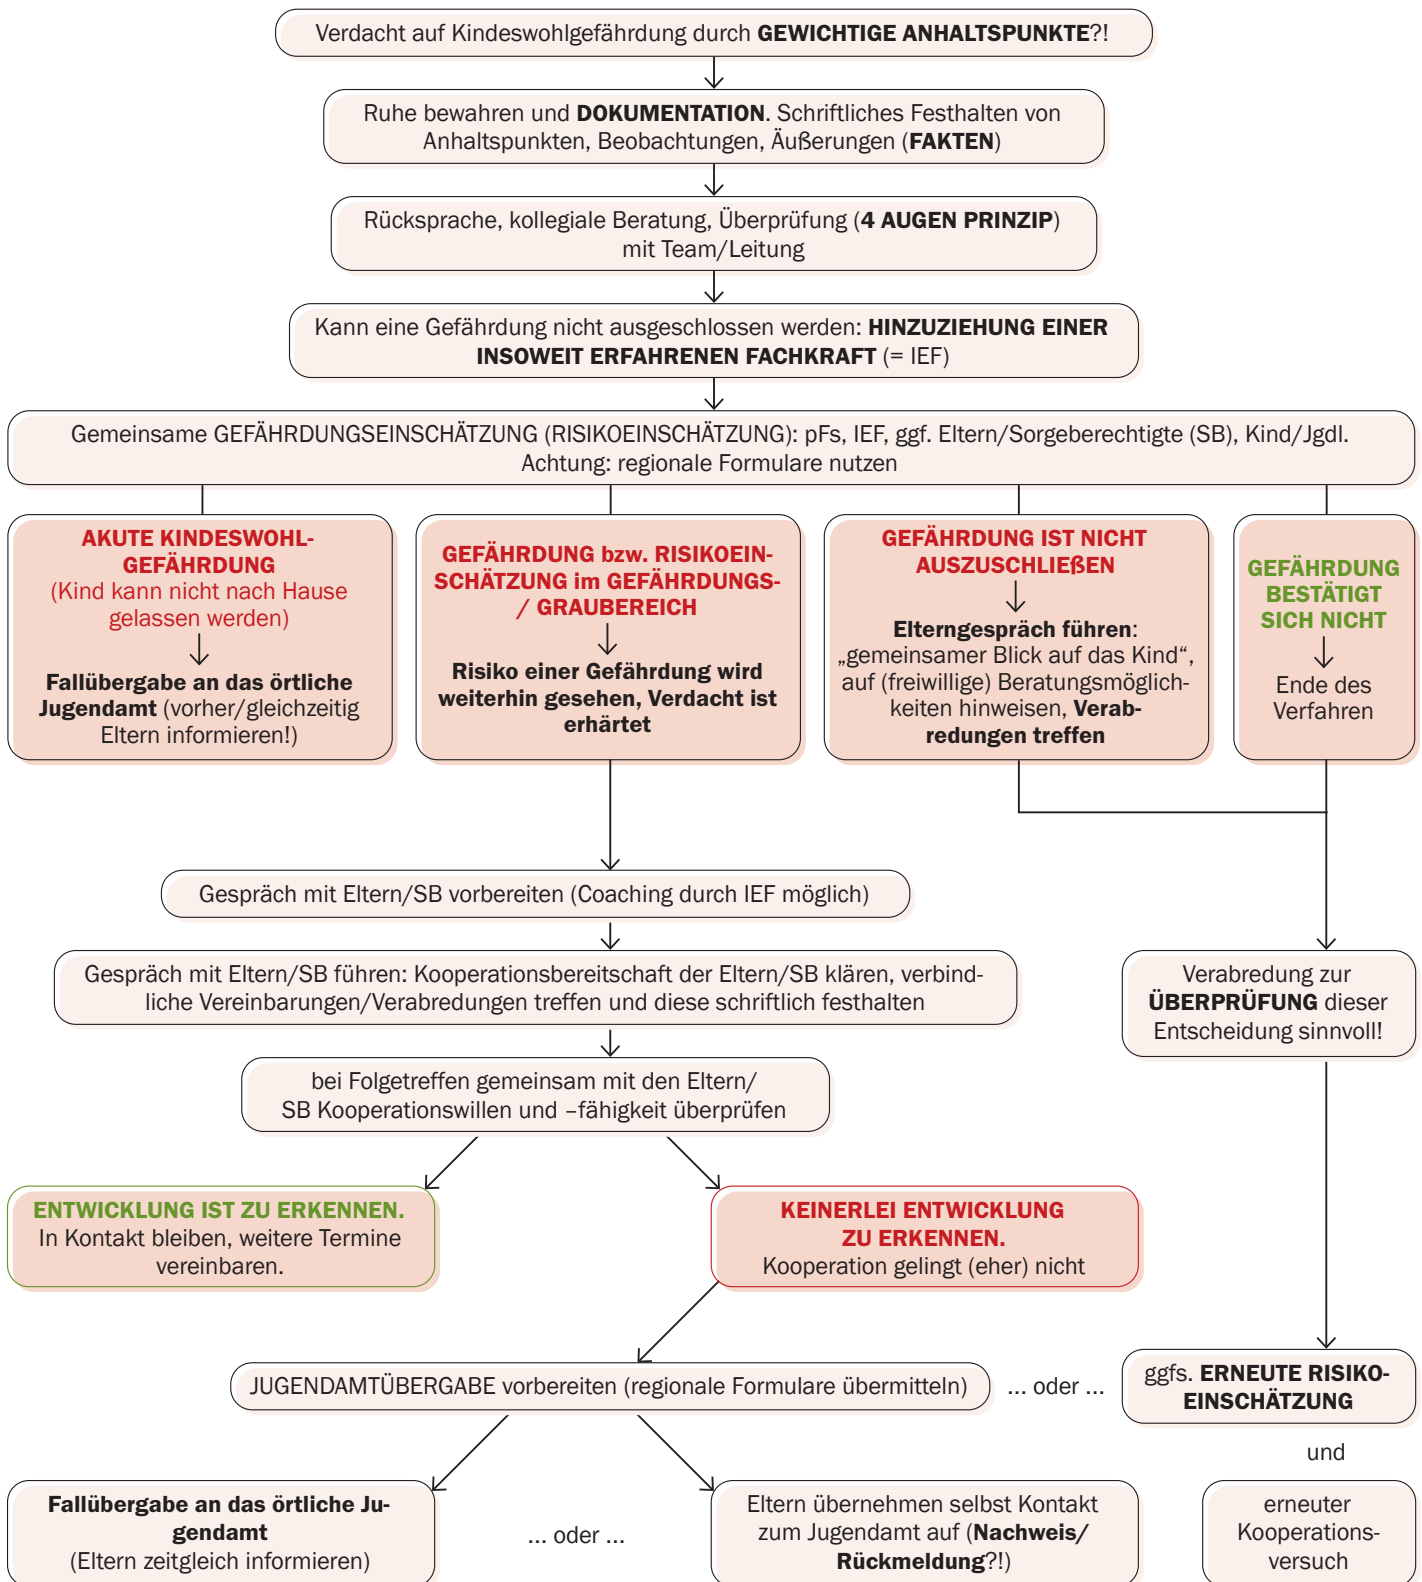 Verdacht auf Kindeswohlgefährdung durch GEWICHTIGE ANHALTSPUNKTE?!
Ruhe bewahren und DOKUMENTATION. Schriftliches Festhalten von
Anhaltspunkten, Beobachtungen, Äußerungen (FAKTEN)
Rücksprache, kollegiale Beratung, Überprüfung (4 AUGEN PRINZIP)
mit Team/Leitung
Kann eine Gefährdung nicht ausgeschlossen werden: HINZUZIEHUNG EINER
INSOWEIT ERFAHRENEN FACHKRAFT (= IEF)
Gemeinsame GEFÄHRDUNGSEINSCHÄTZUNG (RISIKOEINSCHÄTZUNG): pFs, IEF, ggf. Eltern/Sorgeberechtigte (SB), Kind/Jgdl.
Achtung: regionale Formulare nutzen
AKUTE KINDESWOHL-
GEFÄHRDUNG
(Kind kann nicht nach Hause
gelassen werden)
Fallübergabe an das örtliche
Jugendamt (vorher/gleichzeitig
Eltern informieren!)
GEFÄHRDUNG bzw. RISIKOEIN-
SCHÄTZUNG im GEFÄHRDUNGS-
/ GRAUBEREICH
Risiko einer Gefährdung wird
weiterhin gesehen, Verdacht ist
erhärtet
GEFÄHRDUNG IST NICHT
AUSZUSCHLIEßEN
Elterngespräch führen:
„gemeinsamer Blick auf das Kind“,
auf (freiwillige) Beratungsmöglich-
keiten hinweisen, Verab-
redungen treffen
GEFÄHRDUNG
BESTÄTIGT
SICH NICHT
Ende des
Verfahren
Gespräch mit Eltern/SB vorbereiten (Coaching durch IEF möglich)
Gespräch mit Eltern/SB führen: Kooperationsbereitschaft der Eltern/SB klären, verbind-
liche Vereinbarungen/Verabredungen treffen und diese schriftlich festhalten
Verabredung zur
ÜBERPRÜFUNG dieser
Entscheidung sinnvoll!
bei Folgetreffen gemeinsam mit den Eltern/
SB Kooperationswillen und –fähigkeit überprüfen
ENTWICKLUNG IST ZU ERKENNEN.
In Kontakt bleiben, weitere Termine
vereinbaren.
KEINERLEI ENTWICKLUNG
ZU ERKENNEN.
Kooperation gelingt (eher) nicht
JUGENDAMTÜBERGABE vorbereiten (regionale Formulare übermitteln)
... oder ...
ggfs. ERNEUTE RISIKO-
EINSCHÄTZUNG
und
Fallübergabe an das örtliche Ju-
gendamt
(Eltern zeitgleich informieren)
... oder ...
Eltern übernehmen selbst Kontakt
zum Jugendamt auf (Nachweis/
Rückmeldung?!)
erneuter
Kooperations-
versuch